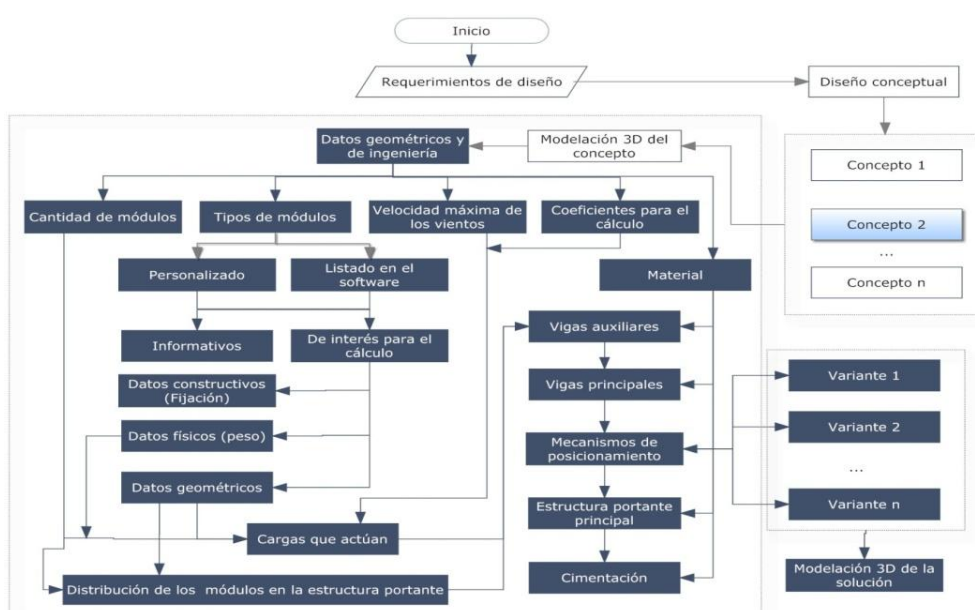 Inicio
Requerimientos de diseño
Diseño conceptual
Datos geométricos y
de ingeniería
Modelación 3D del
concepto
Concepto 1
Concepto 2
...
Concepto n
Cantidad de módulos
Tipos de módulos
Velocidad máxima de
los vientos
Coeficientes para el
cálculo
Personalizado
Listado en el
software
Material
Informativos
De interés para el
cálculo
Vigas auxiliares
Datos constructivos
(Fijación)
Vigas principales
Variante 1
Datos físicos (peso)
Mecanismos de
posicionamiento
Variante 2
...
Datos geométricos
Estructura portante
principal
Variante n
Cargas que actúan
Distribución de los módulos en la estructura portante
Cimentación
Modelación 3D de la
solución